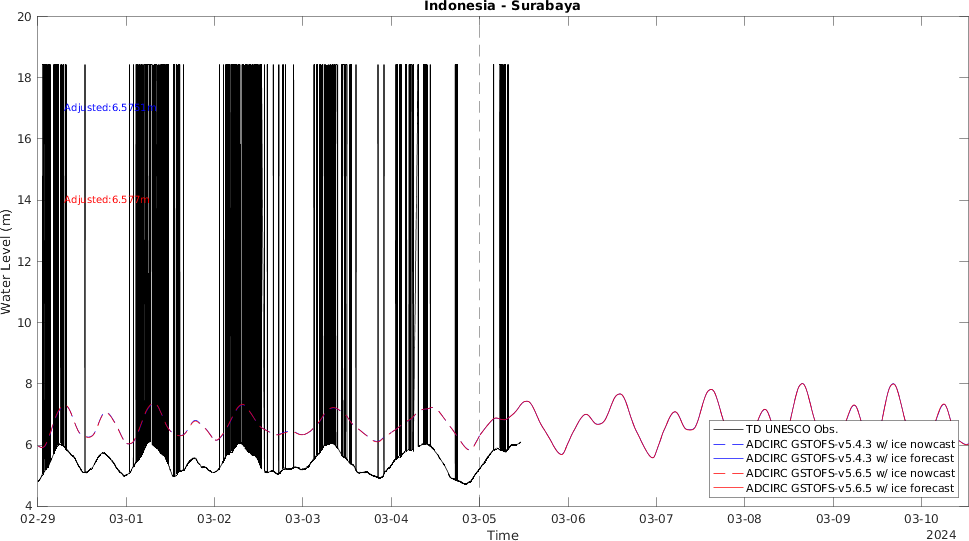 Indonesia - Surabaya
20
18
16
14
12
10
8
6
4
Water Level (m)
Adjusted:6.577m
TD UNESCO Obs.
ADCIRC GSTOFS-v5.4.3 w/ ice nowcast
ADCIRC GSTOFS-v5.4.3 w/ ice forecast
ADCIRC GSTOFS-v5.6.5 w/ ice nowcast
ADCIRC GSTOFS-v5.6.5 w/ ice forecast
02-29 03-01 03-02 03-03 03-04 03-05 03-06 03-07 03-08 03-09 03-10
Time
2024